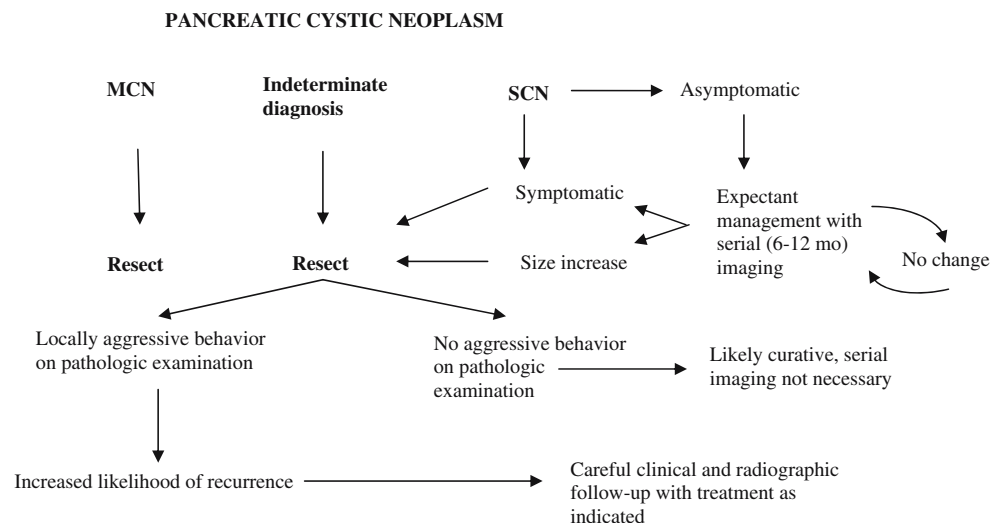 PANCREATIC CYSTIC NEOPLASM
MCN
Indeterminate
diagnosis
SCN
Asymptomatic
Symptomatic
Expectant
management with
serial (6-12 mo)
imaging
No change
Resect
Resect
Size increase
Locally aggressive behavior
on pathologic examination
No aggressive behavior
on pathologic
examination
Likely curative, serial
imaging not necessary
Increased likelihood of recurrence
Careful clinical and radiographic
follow-up with treatment as
indicated